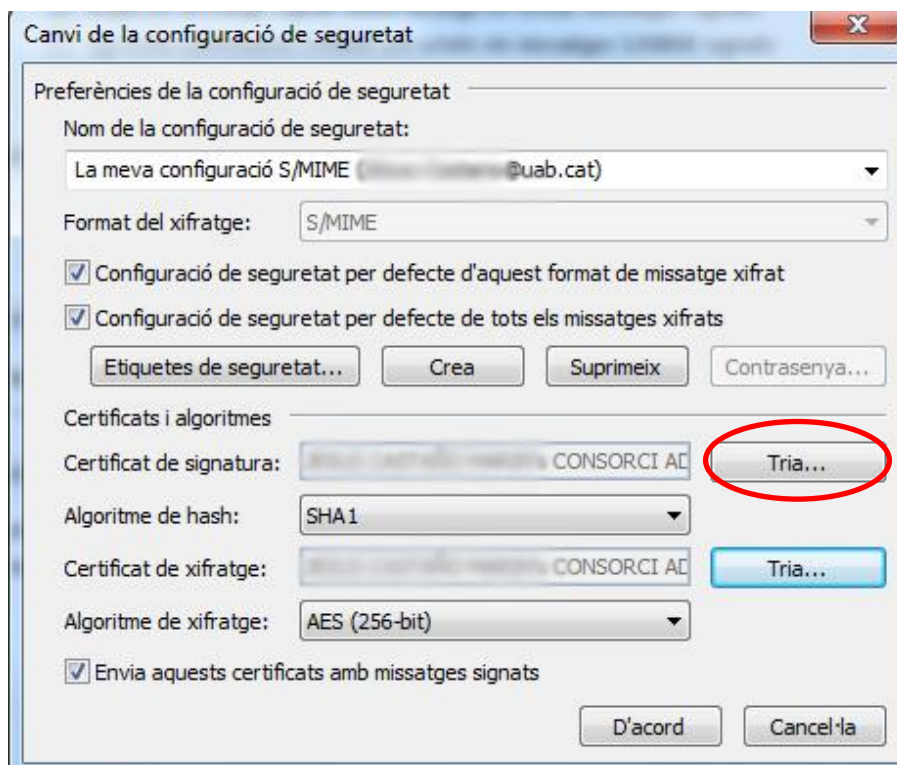 Canvi de la configuració de seguretat
Preferències de la configuració de seguretat
Nom de la configuració de seguretat:
La meva configuració S/MIME ( @uab.cat)
Format del xifratge: S/MIME
Configuració de seguretat per defecte d'aquest format de missatge xifrat
Configuració de seguretat per defecte de tots els missatges xifrats
Etiquetes de seguretat... Crea Suprimeix Contrasenya...
Certificats i algoritmes
Certificat de signatura: CONSORCI AD Tria...
Algoritme de hash: SHA1
Certificat de xifratge: CONSORCI AD Tria...
Algoritme de xifratge: AES (256-bit)
Envia aquests certificats amb missatges signats
D'acord Cancel·la